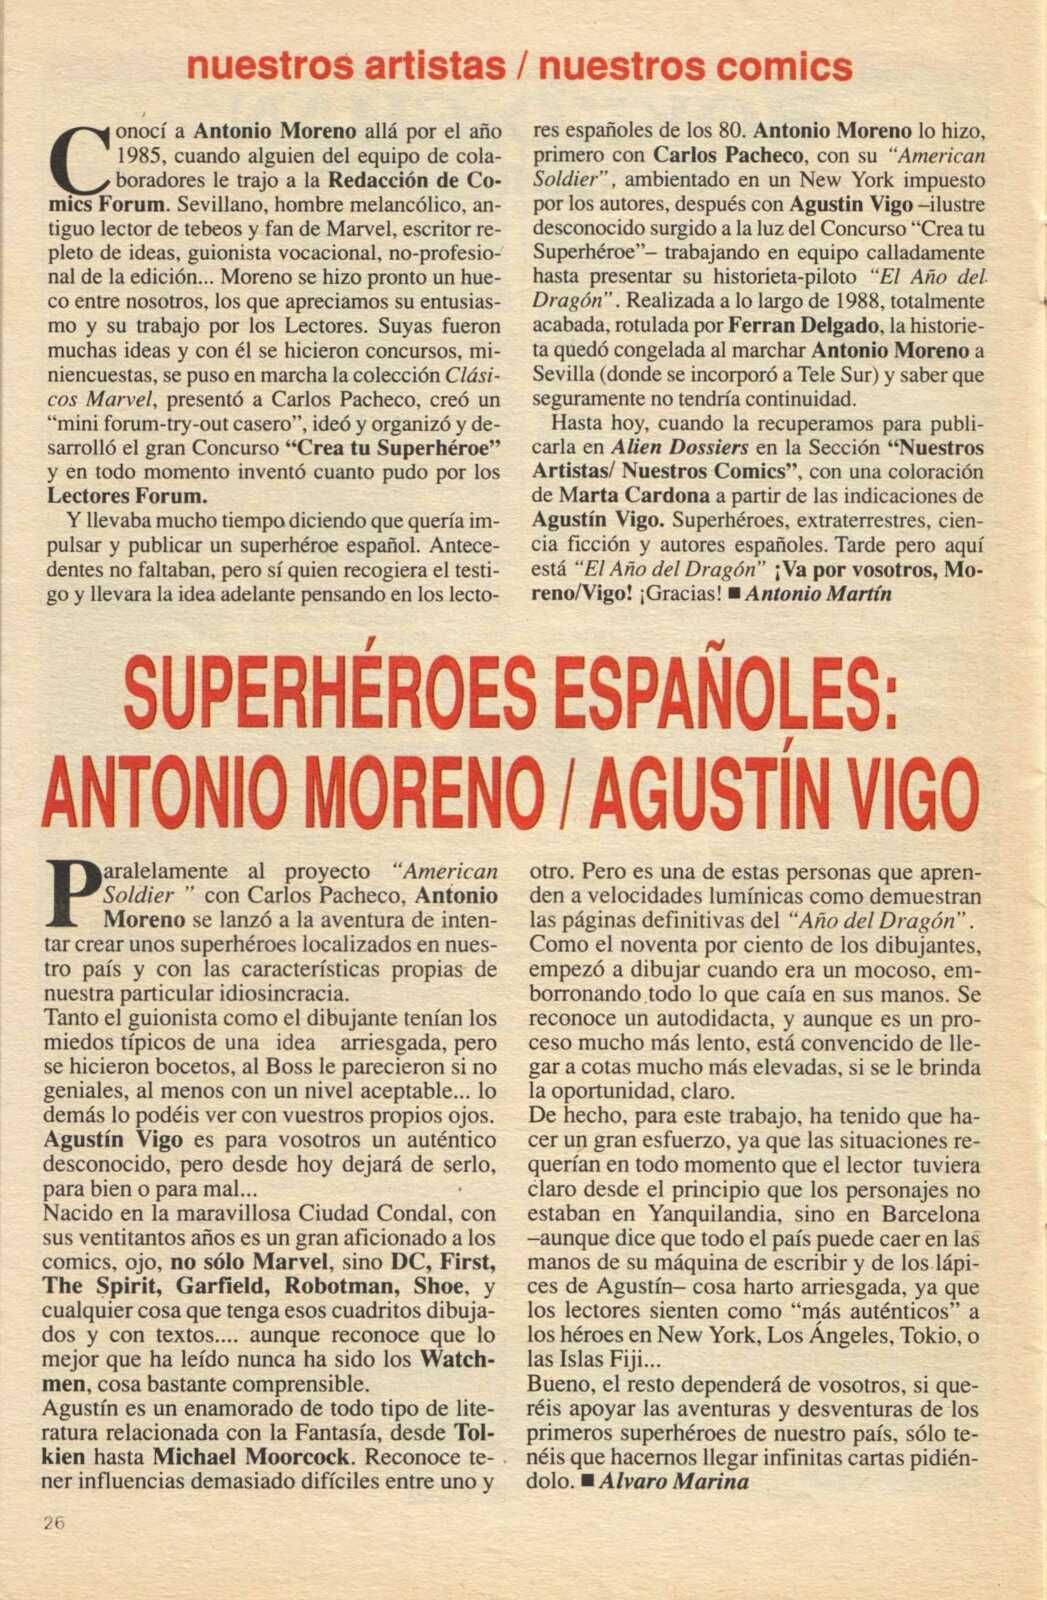 nuestros artistas / nuestros comics
Conocí a Antonio Moreno allá por el año
1985, cuando alguien del equipo de cola-
boradores le trajo a la Redacción de Co-
mics Forum. Sevillano, hombre melancólico, an-
tiguo lector de tebeos y fan de Marvel, escritor re-
pleto de ideas, guionista vocacional, no-profesio-
nal de la edición... Moreno se hizo pronto un hue-
co entre nosotros, los que apreciamos su entusias-
mo y su trabajo por los Lectores. Suyas fueron
muchas ideas y con él se hicieron concursos, mi-
niencuestas, se puso en marcha la colección Clási-
cos Marvel, presentó a Carlos Pacheco, creó un
“mini forum-try-out casero”, ideó y organizó y de-
sarrolló el gran Concurso “Crea tu Superhéroe”
y en todo momento inventó cuanto pudo por los
Lectores Forum.
Y llevaba mucho tiempo diciendo que quería im-
pulsar y publicar un superhéroe español. Antece-
dentes no faltaban, pero sí quien recogiera el testi-
go y llevara la idea adelante pensando en los lecto-
res españoles de los 80. Antonio Moreno lo hizo,
primero con Carlos Pacheco, con su “American
Soldier”, ambientado en un New York impuesto
por los autores, después con Agustin Vigo –ilustre
desconocido surgido a la luz del Concurso “Crea tu
Superhéroe”– trabajando en equipo calladamente
hasta presentar su historieta-piloto “El Año del
Dragón”. Realizada a lo largo de 1988, totalmente
acabada, rotulada por Ferran Delgado, la historie-
ta quedó congelada al marchar Antonio Moreno a
Sevilla (donde se incorporó a Tele Sur) y saber que
seguramente no tendría continuidad.
Hasta hoy, cuando la recuperamos para publi-
carla en Alien Dossiers en la Sección “Nuestros
Artistas/ Nuestros Comics”, con una coloración
de Marta Cardona a partir de las indicaciones de
Agustín Vigo. Superhéroes, extraterrestres, cien-
cia ficción y autores españoles. Tarde pero aquí
está “El Año del Dragón” ¡Va por vosotros, Mo-
reno/Vigo! ¡Gracias! ■ Antonio Martín
SUPERHÉROES ESPAÑOLES:
ANTONIO MORENO / AGUSTÍN VIGO
Paralelamente al proyecto “American
Soldier ” con Carlos Pacheco, Antonio
Moreno se lanzó a la aventura de inten-
tar crear unos superhéroes localizados en nues-
tro país y con las características propias de
nuestra particular idiosincracia.
Tanto el guionista como el dibujante tenían los
miedos típicos de una idea arriesgada, pero
se hicieron bocetos, al Boss le parecieron si no
geniales, al menos con un nivel aceptable... lo
demás lo podéis ver con vuestros propios ojos.
Agustín Vigo es para vosotros un auténtico
desconocido, pero desde hoy dejará de serlo,
para bien o para mal...
Nacido en la maravillosa Ciudad Condal, con
sus ventitantos años es un gran aficionado a los
comics, ojo, no sólo Marvel, sino DC, First,
The Spirit, Garfield, Robotman, Shoe, y
cualquier cosa que tenga esos cuadritos dibuja-
dos y con textos.... aunque reconoce que lo
mejor que ha leído nunca ha sido los Watch-
men, cosa bastante comprensible.
Agustín es un enamorado de todo tipo de lite-
ratura relacionada con la Fantasía, desde Tol-
kien hasta Michael Moorcock. Reconoce te-
ner influencias demasiado difíciles entre uno y
otro. Pero es una de estas personas que apren-
den a velocidades lumínicas como demuestran
las páginas definitivas del “Año del Dragón”.
Como el noventa por ciento de los dibujantes,
empezó a dibujar cuando era un mocoso, em-
borronando todo lo que caía en sus manos. Se
reconoce un autodidacta, y aunque es un pro-
ceso mucho más lento, está convencido de lle-
gar a cotas mucho más elevadas, si se le brinda
la oportunidad, claro.
De hecho, para este trabajo, ha tenido que ha-
cer un gran esfuerzo, ya que las situaciones re-
querían en todo momento que el lector tuviera
claro desde el principio que los personajes no
estaban en Yanquilandia, sino en Barcelona
–aunque dice que todo el país puede caer en las
manos de su máquina de escribir y de los lápi-
ces de Agustín– cosa harto arriesgada, ya que
los lectores sienten como “más auténticos” a
los héroes en New York, Los Ángeles, Tokio, o
las Islas Fiji...
Bueno, el resto dependerá de vosotros, si que-
réis apoyar las aventuras y desventuras de los
primeros superhéroes de nuestro país, sólo te-
néis que hacernos llegar infinitas cartas pidién-
dolo. ■ Alvaro Marina
26